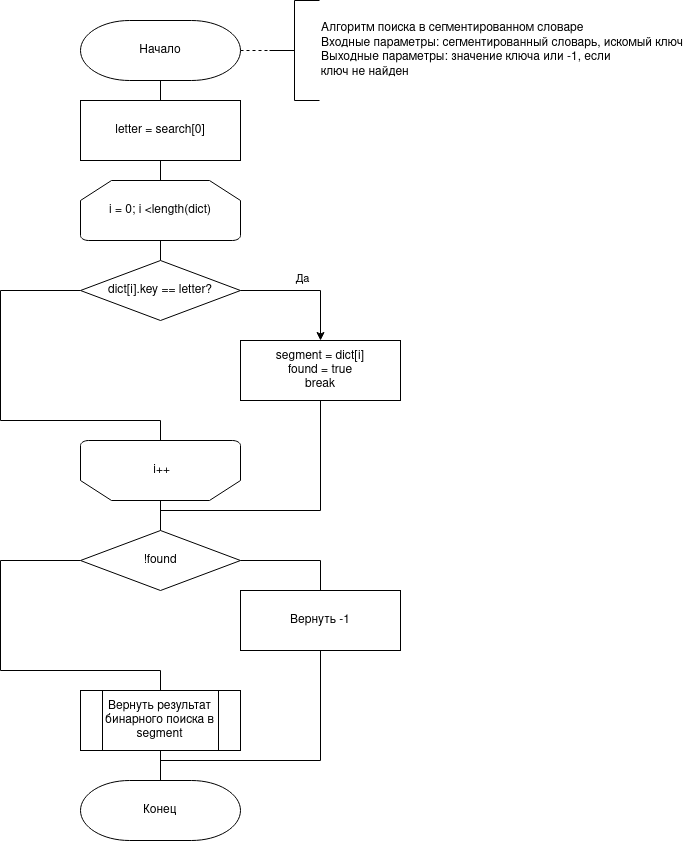 Начало
Алгоритм поиска в сегментированном словаре
Входные параметры: сегментированный словарь, искомый ключ
Выходные параметры: значение ключа или -1, если
ключ не найден
letter = search[0]
i = 0; i <length(dict)
dict[i].key == letter?
Да
segment = dict[i]
found = true
break
i++
!found
Вернуть -1
Вернуть результат
бинарного поиска в
segment
Конец